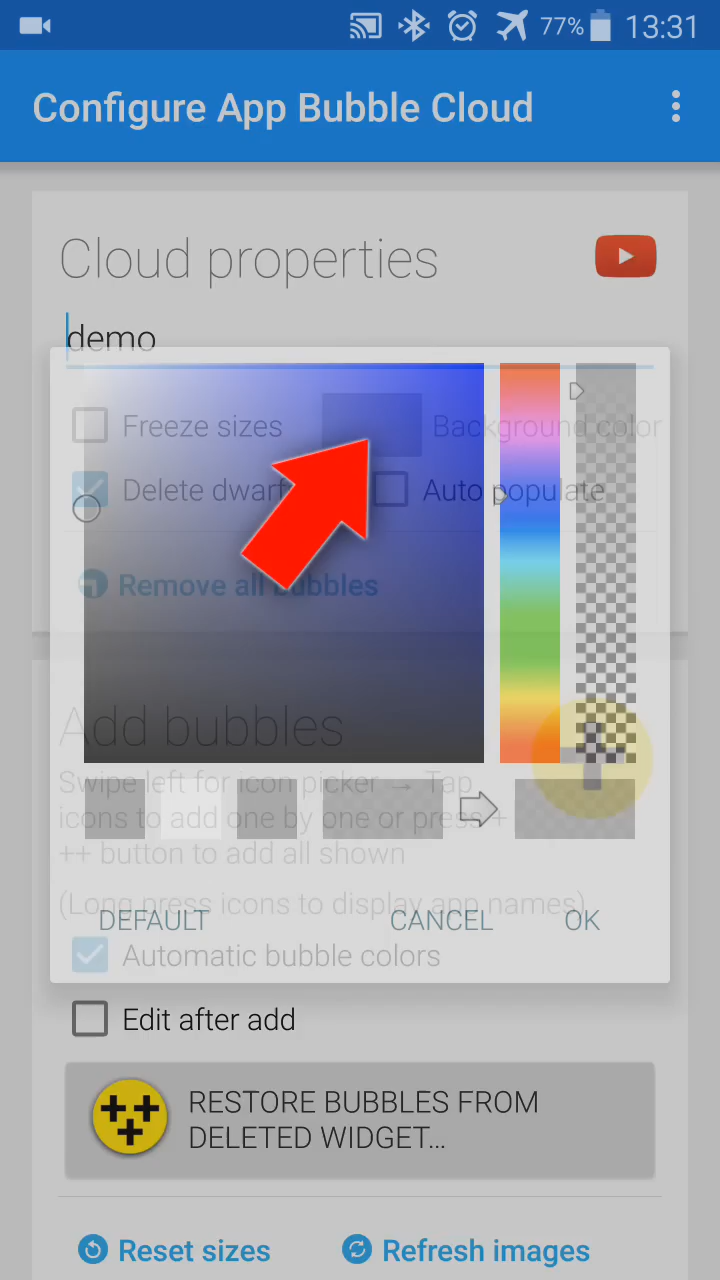 77% 13:31
Configure App Bubble Cloud
Cloud properties
demo
Freeze sizes Background color
Delete dwarf Auto populate
Remove all bubbles
Add bubbles
Swipe left for icon picker → Tap
icons to add one by one or press +
++ button to add all shown
(Long press icons to display app names)
DEFAULT CANCEL OK
Automatic bubble colors
Edit after add
RESTORE BUBBLES FROM
DELETED WIDGET...
Reset sizes Refresh images